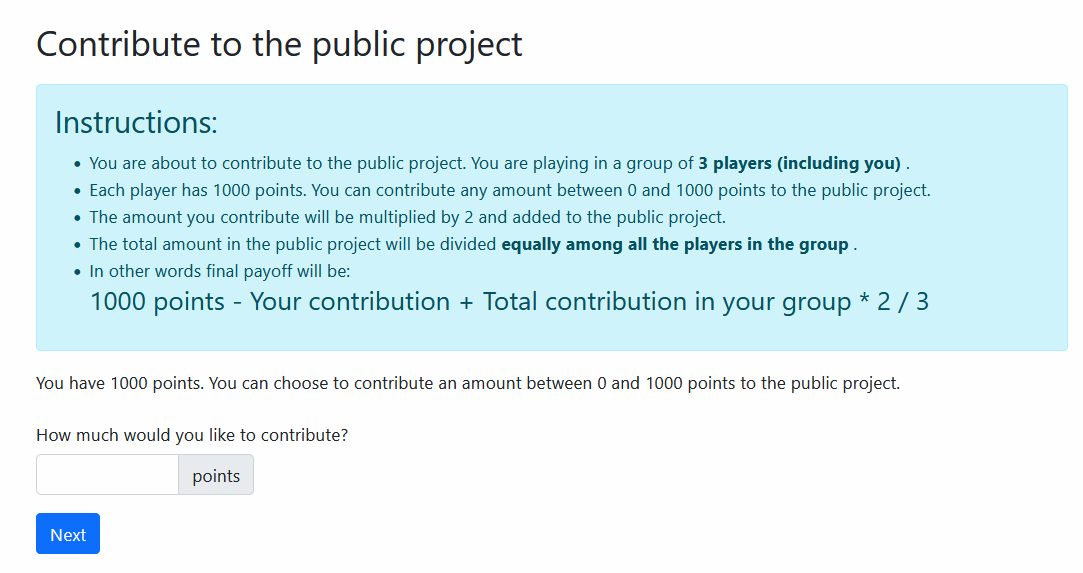 Contribute to the public project
Instructions:
• You are about to contribute to the public project. You are playing in a group of 3 players (including you) .
• Each player has 1000 points. You can contribute any amount between 0 and 1000 points to the public project.
• The amount you contribute will be multiplied by 2 and added to the public project.
• The total amount in the public project will be divided equally among all the players in the group .
• In other words final payoff will be:
1000 points - Your contribution + Total contribution in your group * 2 / 3
You have 1000 points. You can choose to contribute an amount between 0 and 1000 points to the public project.
How much would you like to contribute?
points
Next